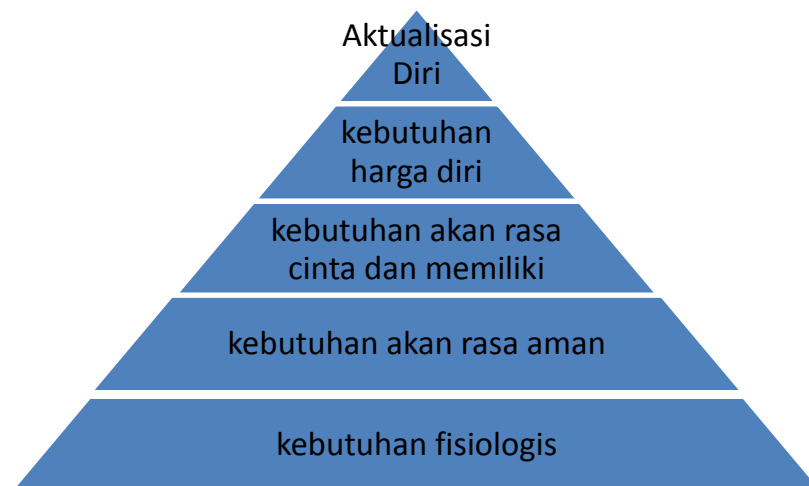 Aktualisasi
Diri
kebutuhan
harga diri
kebutuhan akan rasa
cinta dan memiliki
kebutuhan akan rasa aman
kebutuhan fisiologis